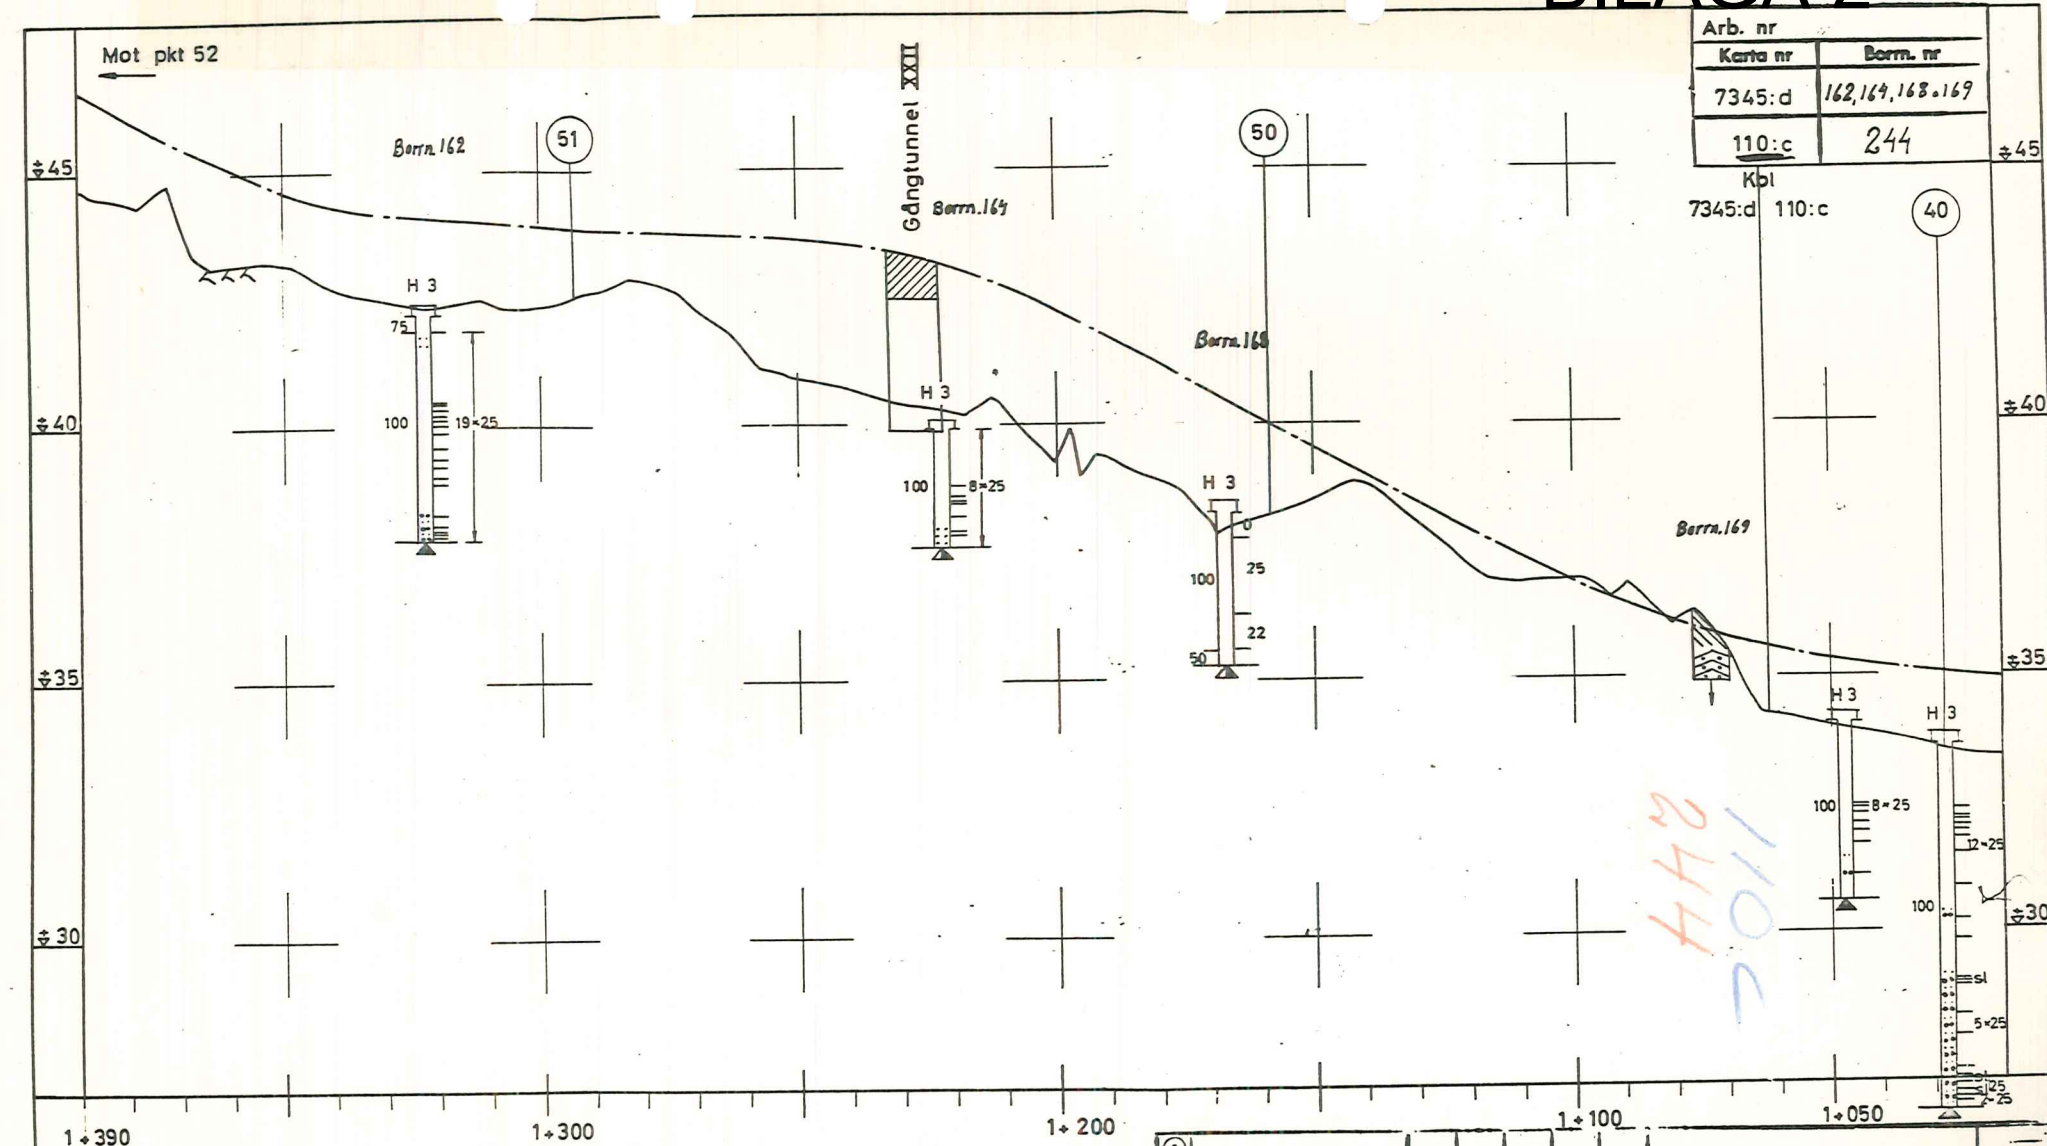 Arb. nr
Karta nr Borrn. nr
7345:d 162, 164, 168.169
110:c 244
Mot pkt 52
Borrn. 162
51
Gångtunnel XXII
Borrn. 164
50
Kbl
7345:d 110:c
40
+45
+45
H 3
75
100
19×25
Borrn. 168
+40
+40
H 3
100
8×25
H 3
0
25
100
22
50
Borrn. 169
+35
+35
H 3
100
8×25
H 3
12×25
100
sl
5×25
244
110 c
+30
+30
1+390
1+300
1+200
1+100
1+050